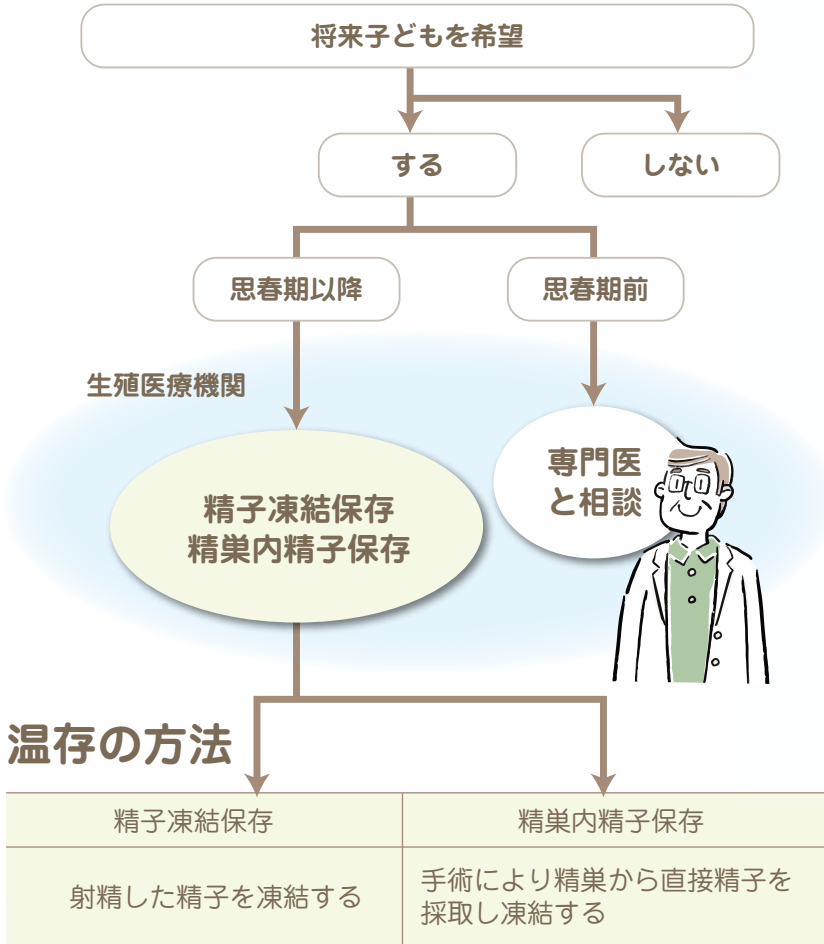 将来子どもを希望
する
しない
思春期以降
思春期前
生殖医療機関
精子凍結保存
精巣内精子保存
専門医
と相談
温存の方法
精子凍結保存
精巣内精子保存
射精した精子を凍結する
手術により精巣から直接精子を
採取し凍結する